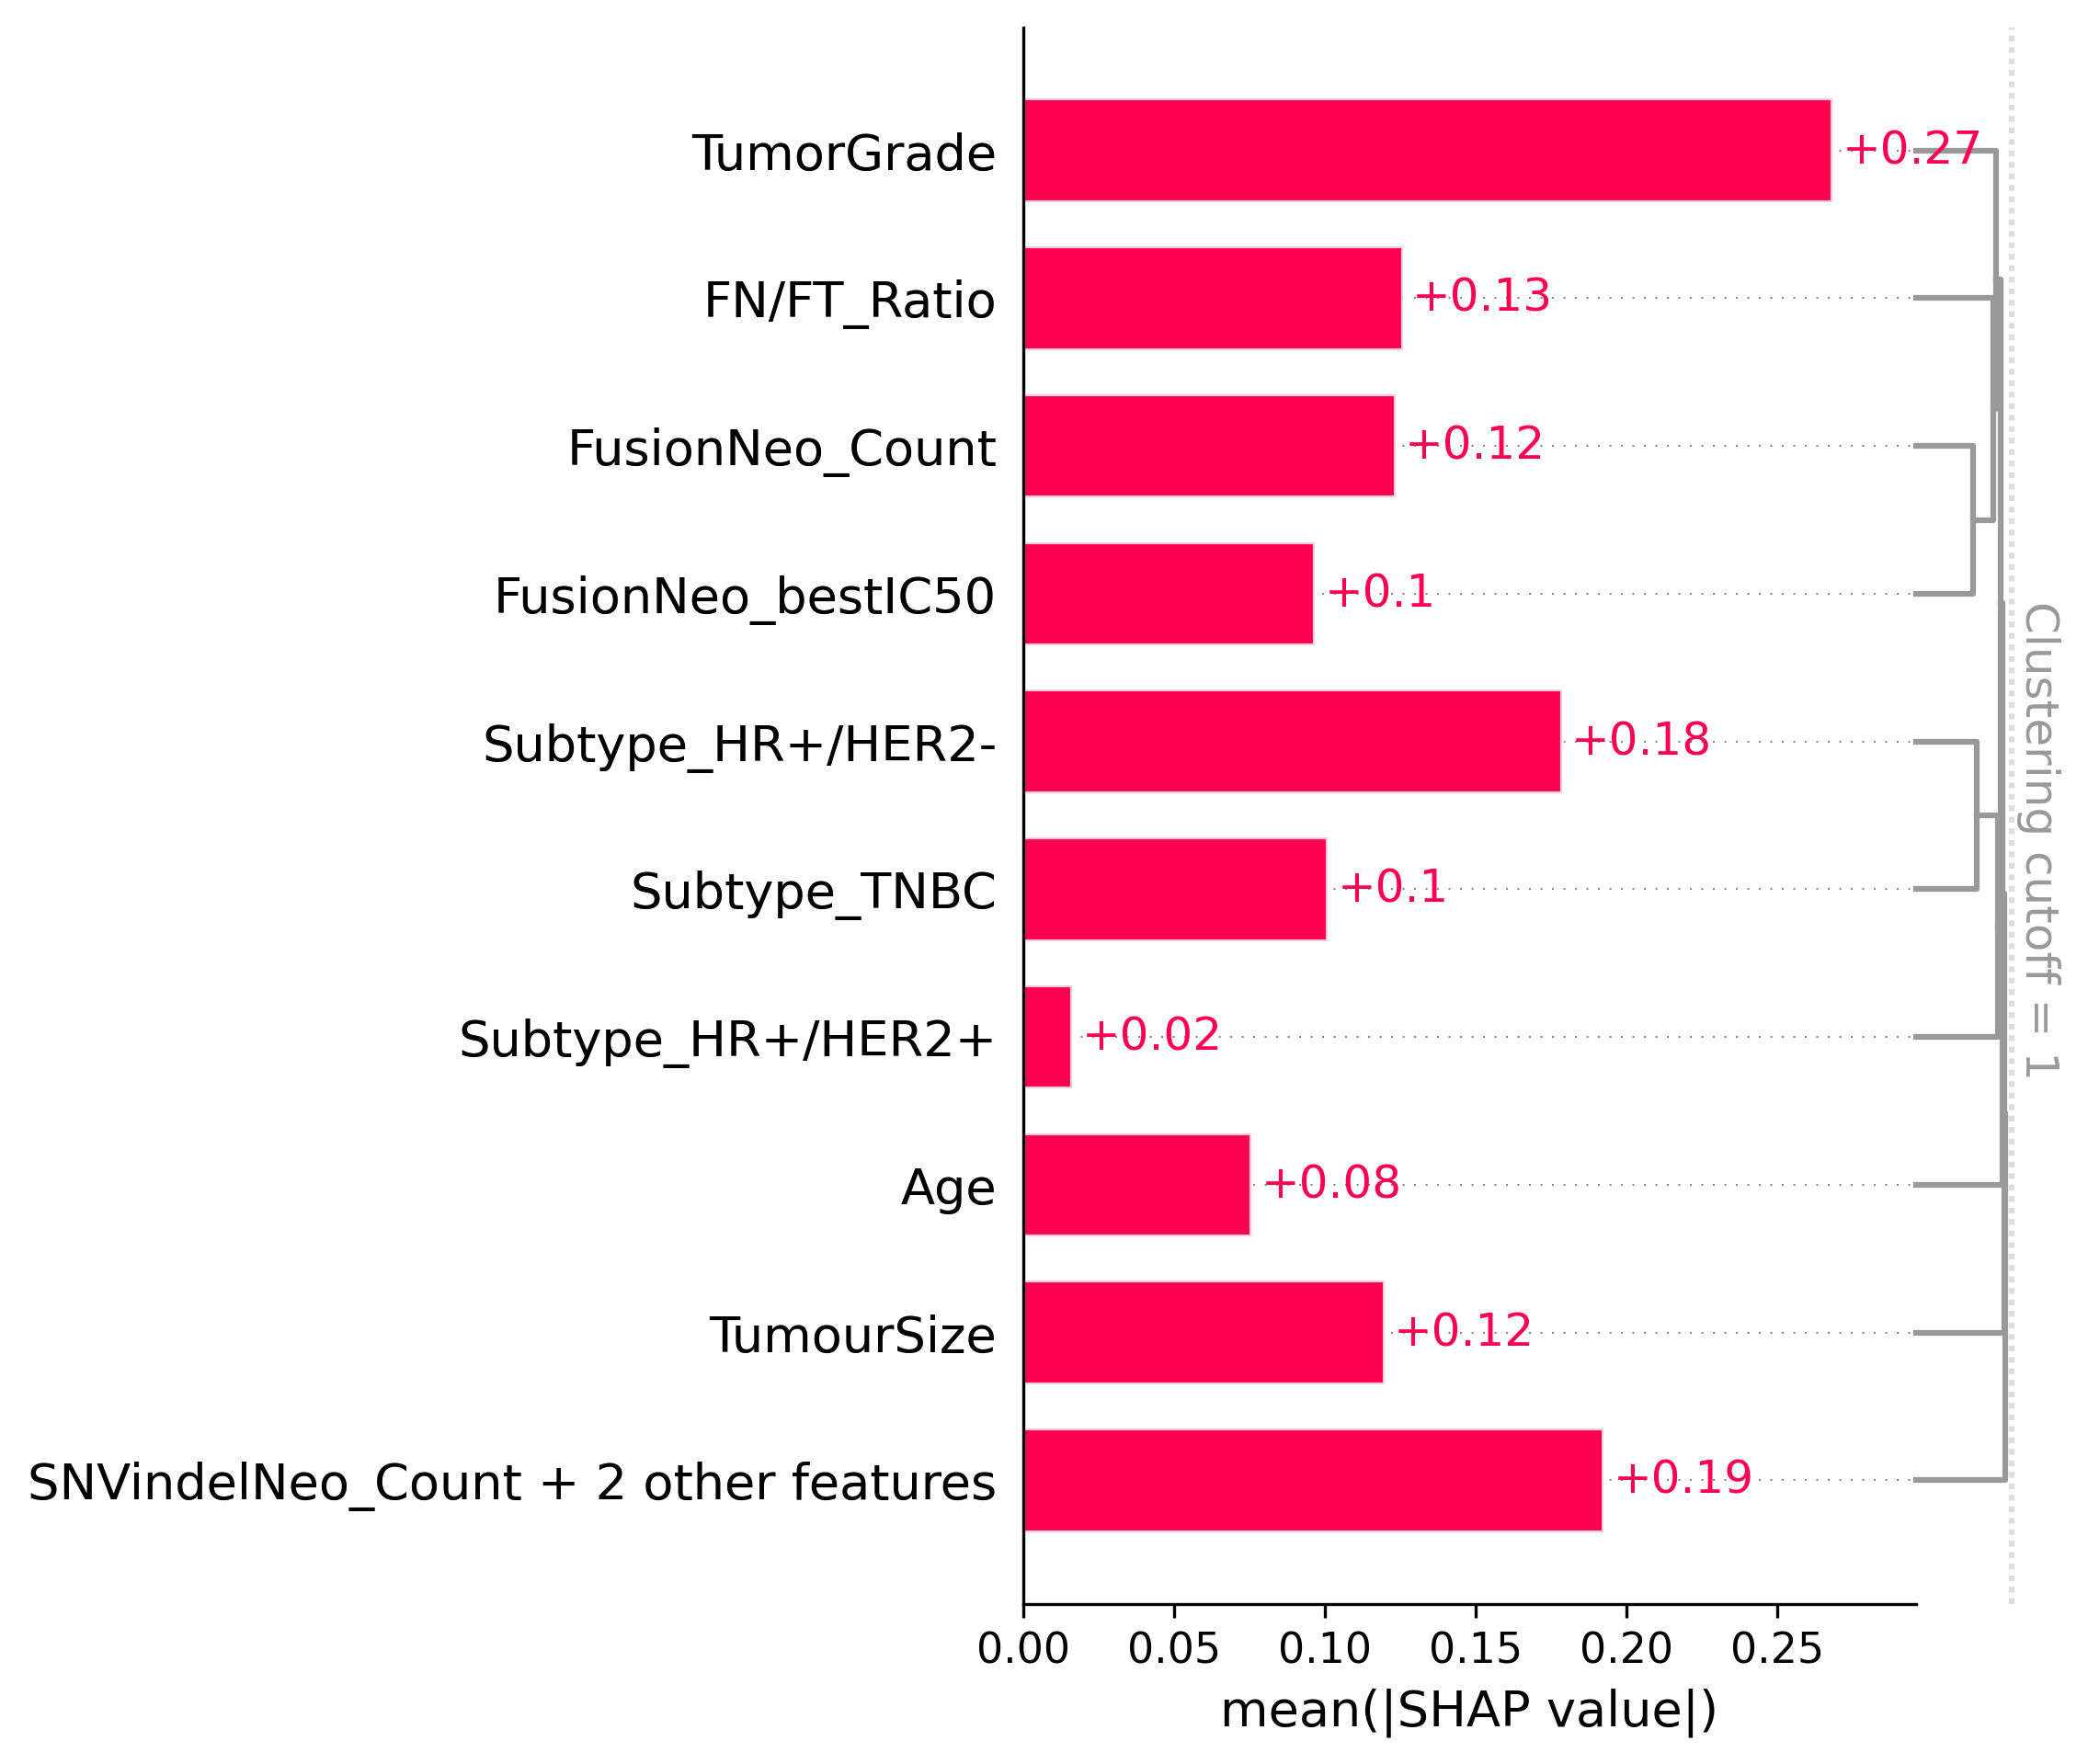 TumorGrade
+0.27
FN/FT_Ratio
+0.13
FusionNeo_Count
+0.12
FusionNeo_bestIC50
+0.1
Subtype_HR+/HER2-
+0.18
Subtype_TNBC
+0.1
Subtype_HR+/HER2+
+0.02
Age
+0.08
TumourSize
+0.12
SNVindelNeo_Count + 2 other features
+0.19
Clustering cutoff = 1
0.00 0.05 0.10 0.15 0.20 0.25
mean(|SHAP value|)